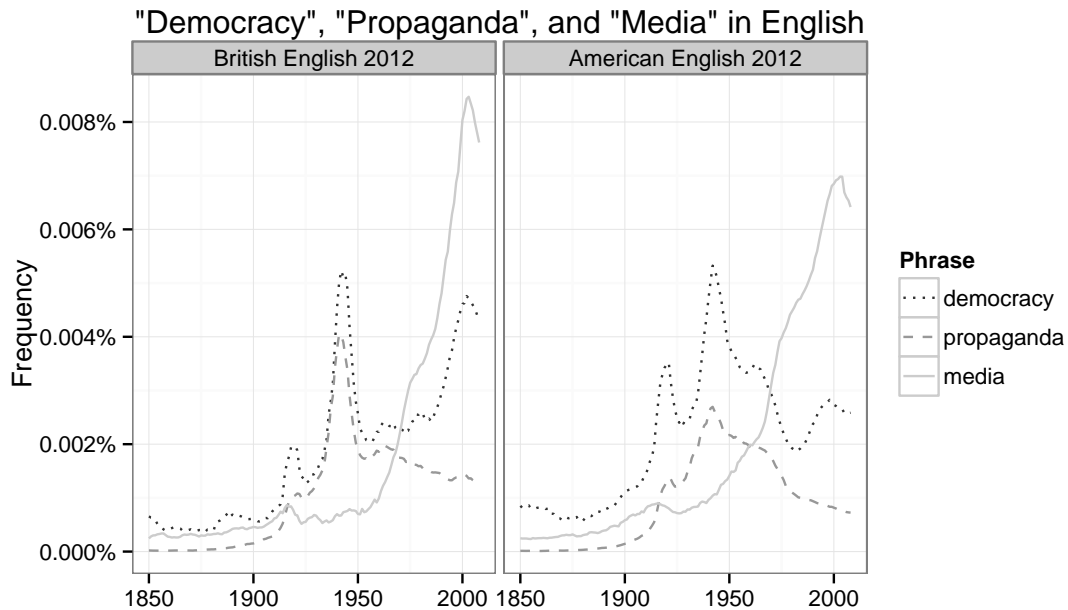 "Democracy", "Propaganda", and "Media" in English
British English 2012
American English 2012
0.008%
0.006%
0.004%
0.002%
0.000%
Frequency
1850 1900 1950 2000
1850 1900 1950 2000
Phrase
democracy
propaganda
media